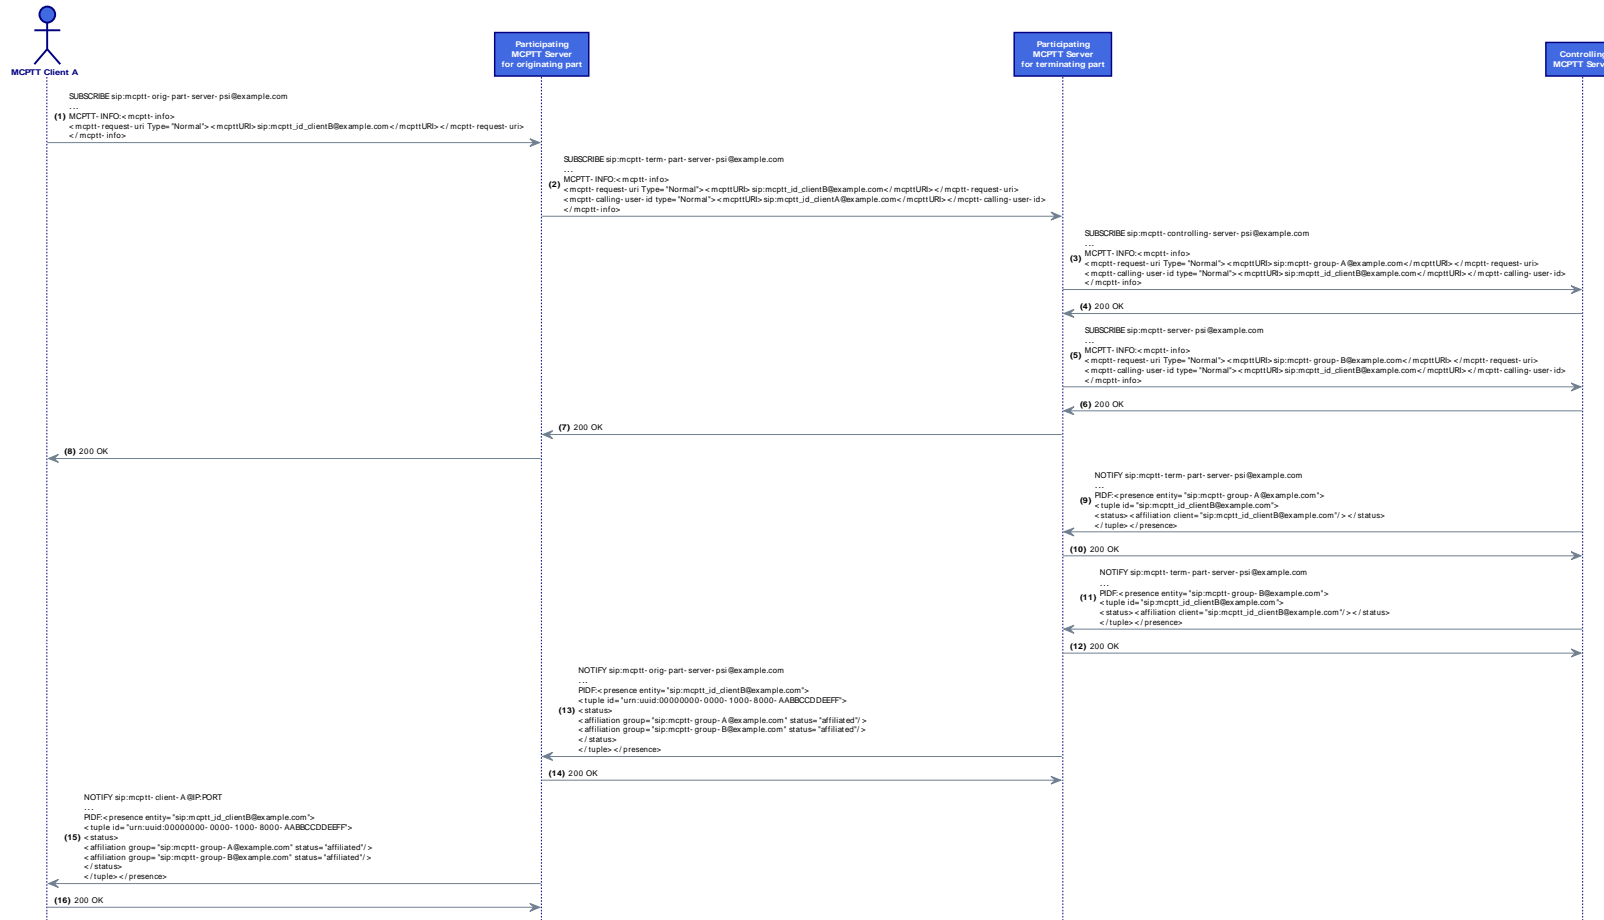 MCPTT Client A
Participating
MCPTT Server
for originating part
Participating
MCPTT Server
for terminating part
Controlling
MCPTT Serv
SUBSCRIBE sip:mcptt-orig-part-server-psi@example.com
...
(1) MCPTT-INFO:<mcptt-info>
<mcptt-request-uri Type="Normal"><mcpttURI>sip:mcptt_id_clientB@example.com</mcpttURI></mcptt-request-uri>
</mcptt-info>
SUBSCRIBE sip:mcptt-term-part-server-psi@example.com
...
MCPTT-INFO:<mcptt-info>
(2) <mcptt-request-uri Type="Normal"><mcpttURI>sip:mcptt_id_clientB@example.com</mcpttURI></mcptt-request-uri>
<mcptt-calling-user-id type="Normal"><mcpttURI>sip:mcptt_id_clientA@example.com</mcpttURI></mcptt-calling-user-id>
</mcptt-info>
SUBSCRIBE sip:mcptt-controlling-server-psi@example.com
...
MCPTT-INFO:<mcptt-info>
(3) <mcptt-request-uri Type="Normal"><mcpttURI>sip:mcptt-group-A@example.com</mcpttURI></mcptt-request-uri>
<mcptt-calling-user-id type="Normal"><mcpttURI>sip:mcptt_id_clientB@example.com</mcpttURI></mcptt-calling-user-id>
</mcptt-info>
(4) 200 OK
SUBSCRIBE sip:mcptt-server-psi@example.com
...
MCPTT-INFO:<mcptt-info>
(5) <mcptt-request-uri Type="Normal"><mcpttURI>sip:mcptt-group-B@example.com</mcpttURI></mcptt-request-uri>
<mcptt-calling-user-id type="Normal"><mcpttURI>sip:mcptt_id_clientB@example.com</mcpttURI></mcptt-calling-user-id>
</mcptt-info>
(6) 200 OK
(7) 200 OK
(8) 200 OK
NOTIFY sip:mcptt-term-part-server-psi@example.com
...
PIDF:<presence entity="sip:mcptt-group-A@example.com">
(9) <tuple id="sip:mcptt_id_clientB@example.com">
<status><affiliation client="sip:mcptt_id_clientB@example.com"/></status>
</tuple></presence>
(10) 200 OK
NOTIFY sip:mcptt-term-part-server-psi@example.com
...
PIDF:<presence entity="sip:mcptt-group-B@example.com">
(11) <tuple id="sip:mcptt_id_clientB@example.com">
<status><affiliation client="sip:mcptt_id_clientB@example.com"/></status>
</tuple></presence>
(12) 200 OK
NOTIFY sip:mcptt-orig-part-server-psi@example.com
...
PIDF:<presence entity="sip:mcptt_id_clientB@example.com">
<tuple id="urn:uuid:00000000-0000-1000-8000-AABBCCDDEEFF">
(13) <status>
<affiliation group="sip:mcptt-group-A@example.com" status="affiliated"/>
<affiliation group="sip:mcptt-group-B@example.com" status="affiliated"/>
</status>
</tuple></presence>
(14) 200 OK
NOTIFY sip:mcptt-client-A@IP:PORT
...
PIDF:<presence entity="sip:mcptt_id_clientB@example.com">
<tuple id="urn:uuid:00000000-0000-1000-8000-AABBCCDDEEFF">
(15) <status>
<affiliation group="sip:mcptt-group-A@example.com" status="affiliated"/>
<affiliation group="sip:mcptt-group-B@example.com" status="affiliated"/>
</status>
</tuple></presence>
(16) 200 OK